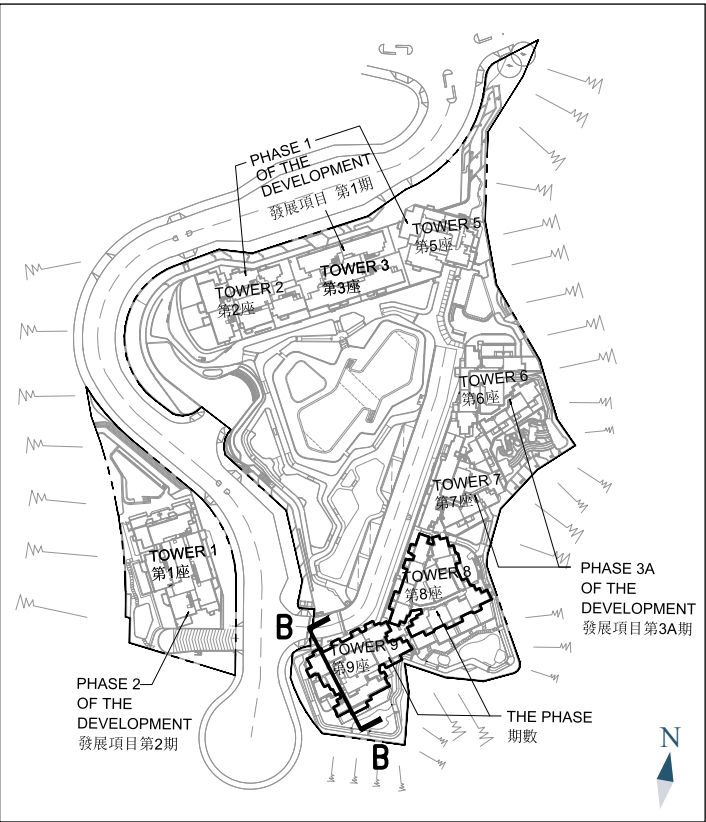 PHASE 1
OF THE
DEVELOPMENT
發展項目 第1期
TOWER 5
第5座
TOWER 3
第3座
TOWER 2
第2座
TOWER 6
第6座
TOWER 7
第7座
TOWER 1
第1座
TOWER 8
第8座
PHASE 3A
OF THE
DEVELOPMENT
發展項目第3A期
B
TOWER 9
第9座
PHASE 2
OF THE
DEVELOPMENT
發展項目第2期
THE PHASE
期數
B
N